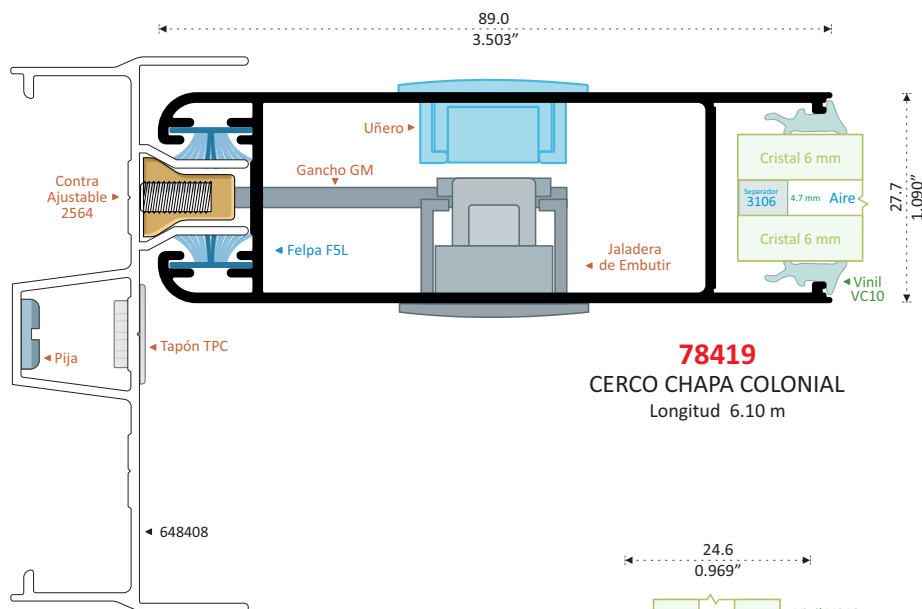 89.0
3.503”
Uñero
Gancho GM
Contra
Ajustable
2564
Cristal 6 mm
Separador
3106
4.7 mm
Aire
Cristal 6 mm
27.7
1.090”
Felpa F5L
Jaladera
de Embutir
Vinil
VC10
Pija
Tapón TPC
78419
CERCO CHAPA COLONIAL
Longitud 6.10 m
648408
24.6
0.969”